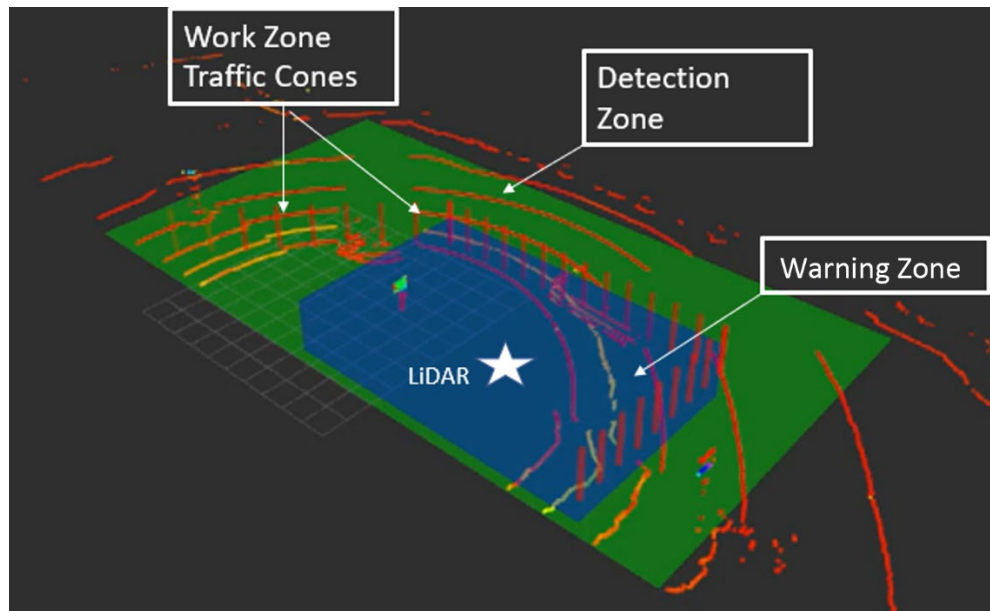 Work Zone
Traffic Cones
Detection
Zone
Warning Zone
LiDAR